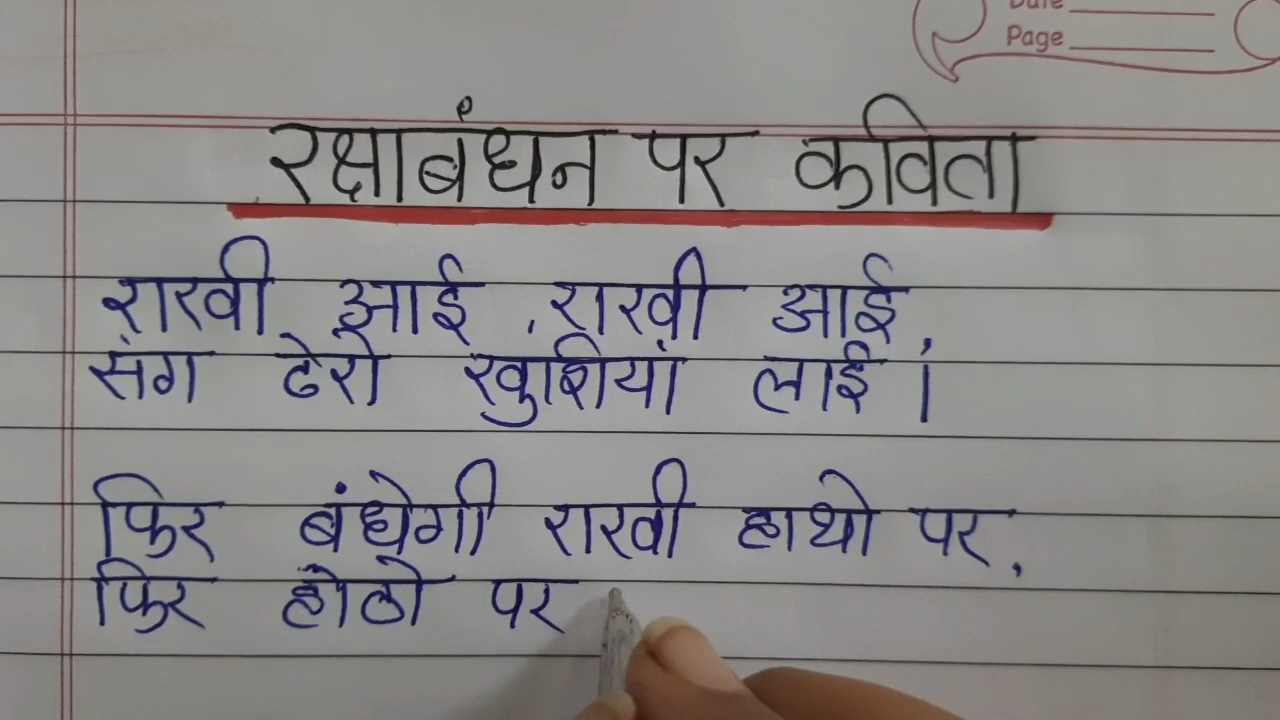 Date
Page
रक्षाबंधन पर कविता
राखी आई, राखी आई,
संग ढेरो खुशियां लाई।
फिर बंधेगी राखी हाथो पर,
फिर होठो पर